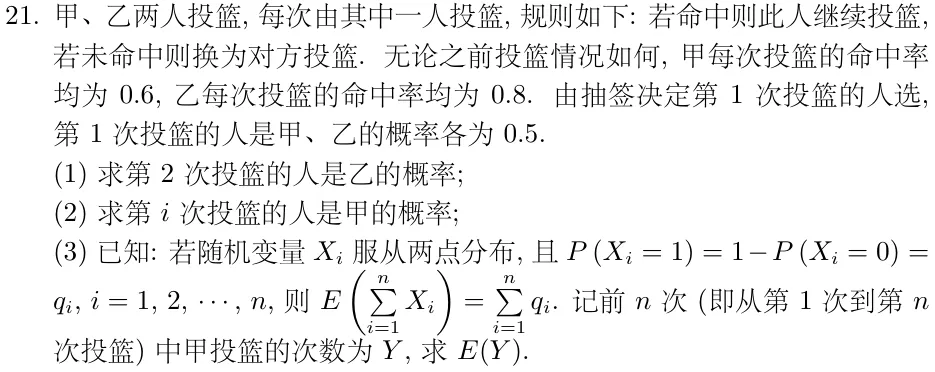 21. 甲、乙两人投篮, 每次由其中一人投篮, 规则如下: 若命中则此人继续投篮,
若未命中则换为对方投篮. 无论之前投篮情况如何, 甲每次投篮的命中率
均为 0.6, 乙每次投篮的命中率均为 0.8. 由抽签决定第 1 次投篮的人选,
第 1 次投篮的人是甲、乙的概率各为 0.5.
(1) 求第 2 次投篮的人是乙的概率;
(2) 求第 i 次投篮的人是甲的概率;
(3) 已知: 若随机变量 X_i 服从两点分布, 且 P(X_i = 1) = 1 − P(X_i = 0) =
q_i, i = 1, 2, ⋯, n, 则 E(∑_{i=1}^{n} X_i) = ∑_{i=1}^{n} q_i. 记前 n 次 (即从第 1 次到第 n
次投篮) 中甲投篮的次数为 Y, 求 E(Y).